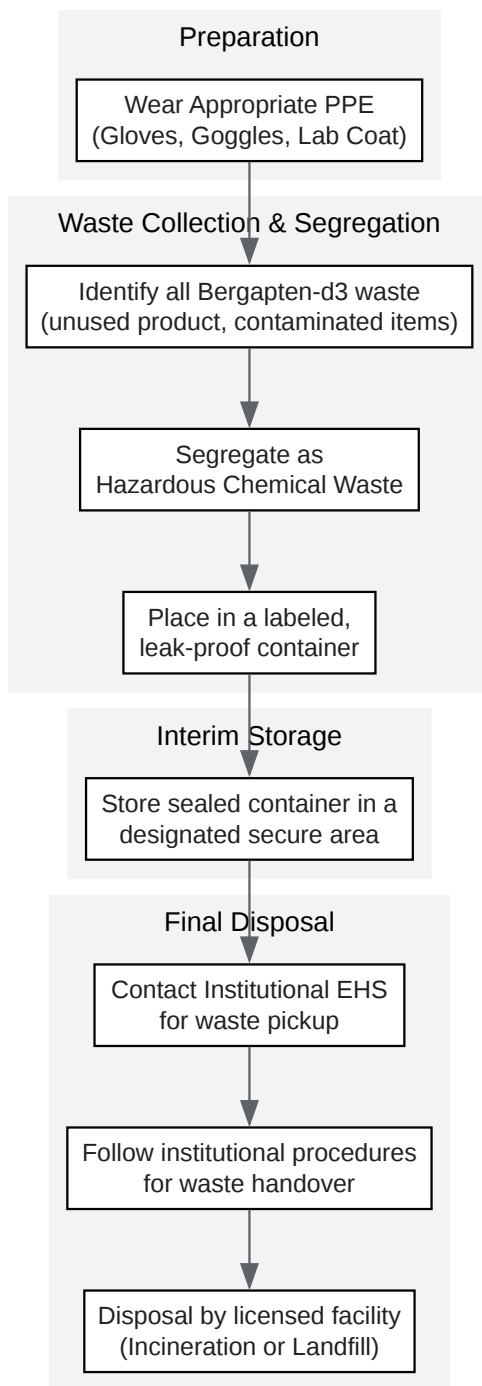 Preparation
Wear Appropriate PPE
(Gloves, Goggles, Lab Coat)
Waste Collection & Segregation
Identify all Bergapten-d3 waste
(unused product, contaminated items)
Segregate as
Hazardous Chemical Waste
Place in a labeled,
leak-proof container
Interim Storage
Store sealed container in a
designated secure area
Final Disposal
Contact Institutional EHS
for waste pickup
Follow institutional procedures
for waste handover
Disposal by licensed facility
(Incineration or Landfill)